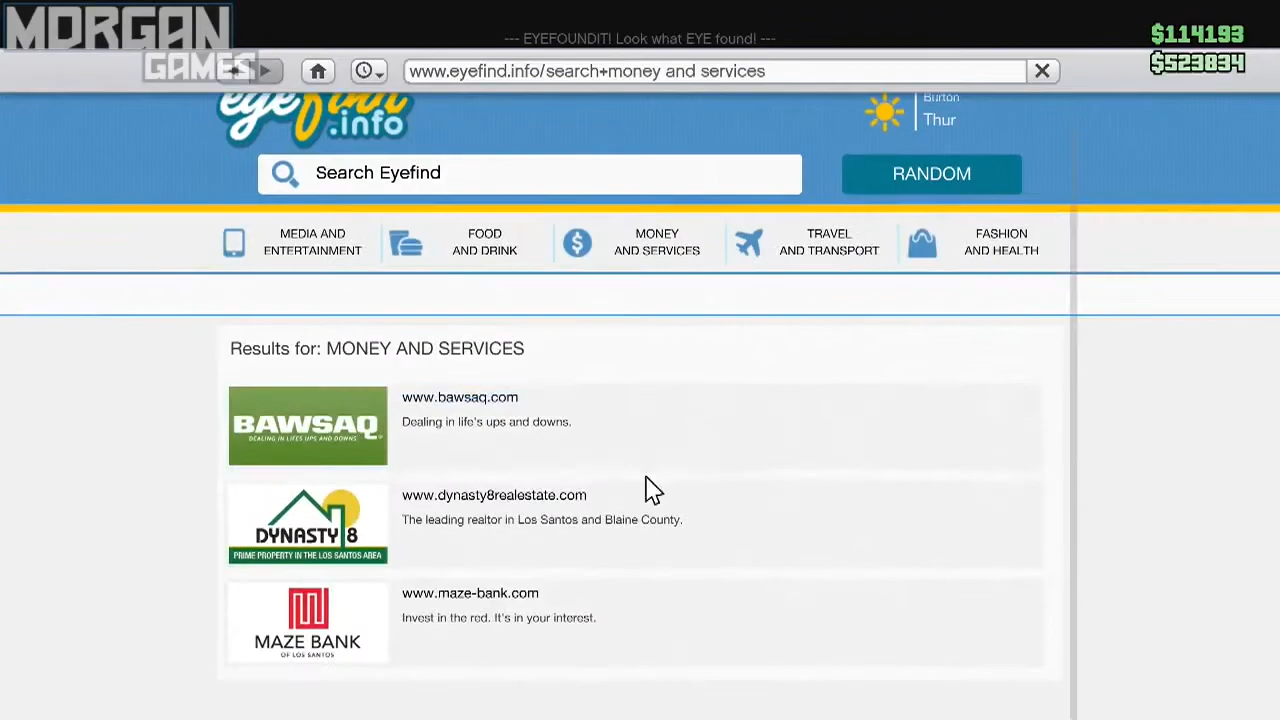 MORGAN
GAMES
--- EYEFOUNDIT! Look what EYE found! ---
$114193
$523834
www.eyefind.info/search+money and services
eyefind
.info
Burton
Thur
Search Eyefind
RANDOM
MEDIA AND
ENTERTAINMENT
FOOD
AND DRINK
MONEY
AND SERVICES
TRAVEL
AND TRANSPORT
FASHION
AND HEALTH
Results for: MONEY AND SERVICES
BAWSAQ
DEALING IN LIFE'S UPS AND DOWNS
www.bawsaq.com
Dealing in life's ups and downs.
DYNASTY 8
PRIME PROPERTY IN THE LOS SANTOS AREA
www.dynasty8realestate.com
The leading realtor in Los Santos and Blaine County.
MAZE BANK
OF LOS SANTOS
www.maze-bank.com
Invest in the red. It's in your interest.